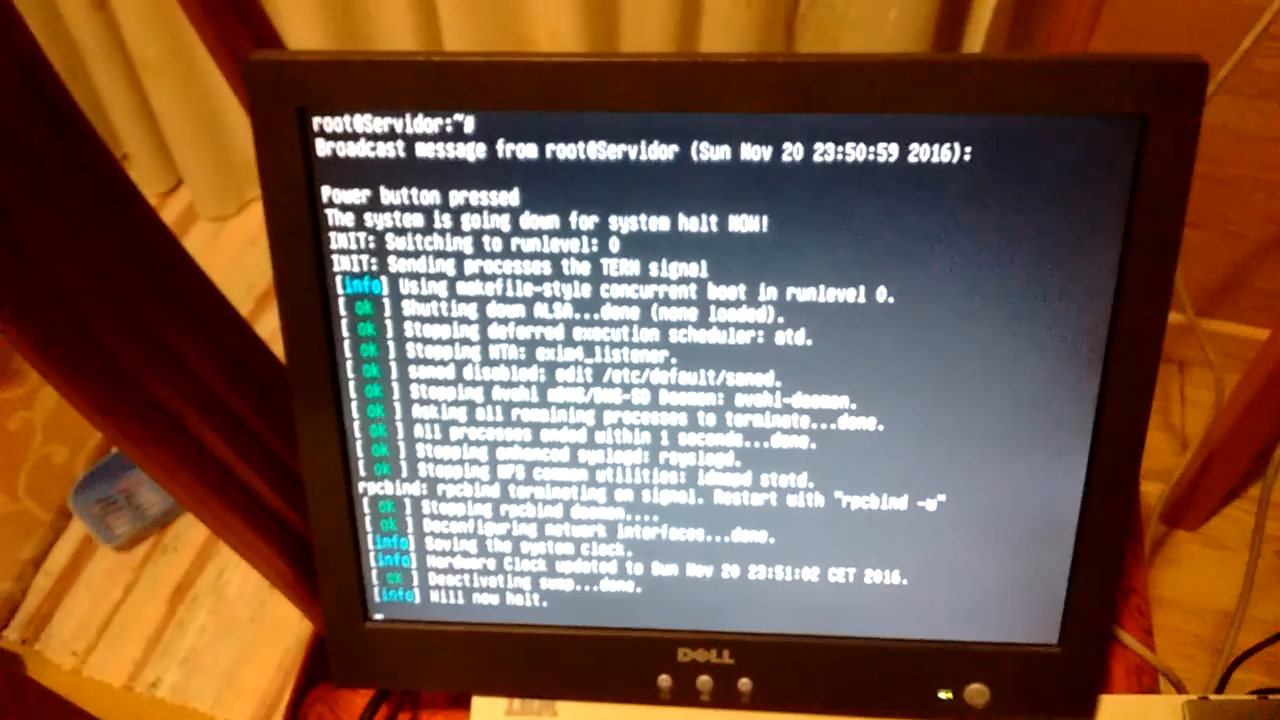 root@Servidor:~#
Broadcast message from root@Servidor (Sun Nov 20 23:50:59 2016):
Power button pressed
The system is going down for system halt NOW!
INIT: Switching to runlevel: 0
INIT: Sending processes the TERM signal
[info] Using makefile-style concurrent boot in runlevel 0.
[ ok ] Shutting down ALSA...done (none loaded).
[ ok ] Stopping deferred execution scheduler: atd.
[ ok ] Stopping MTA: exim4_listener.
[ ok ] saned disabled; edit /etc/default/saned.
[ ok ] Stopping Avahi mDNS/DNS-SD Daemon: avahi-daemon.
[ ok ] Asking all remaining processes to terminate...done.
[ ok ] All processes ended within 1 seconds...done.
[ ok ] Stopping enhanced syslogd: rsyslogd.
[ ok ] Stopping NFS common utilities: idmapd statd.
rpcbind: rpcbind terminating on signal. Restart with "rpcbind -w"
[ ok ] Stopping rpcbind daemon....
[ ok ] Deconfiguring network interfaces...done.
[info] Saving the system clock.
[info] Hardware Clock updated to Sun Nov 20 23:51:02 CET 2016.
[ ok ] Deactivating swap...done.
[info] Will now halt.
DELL